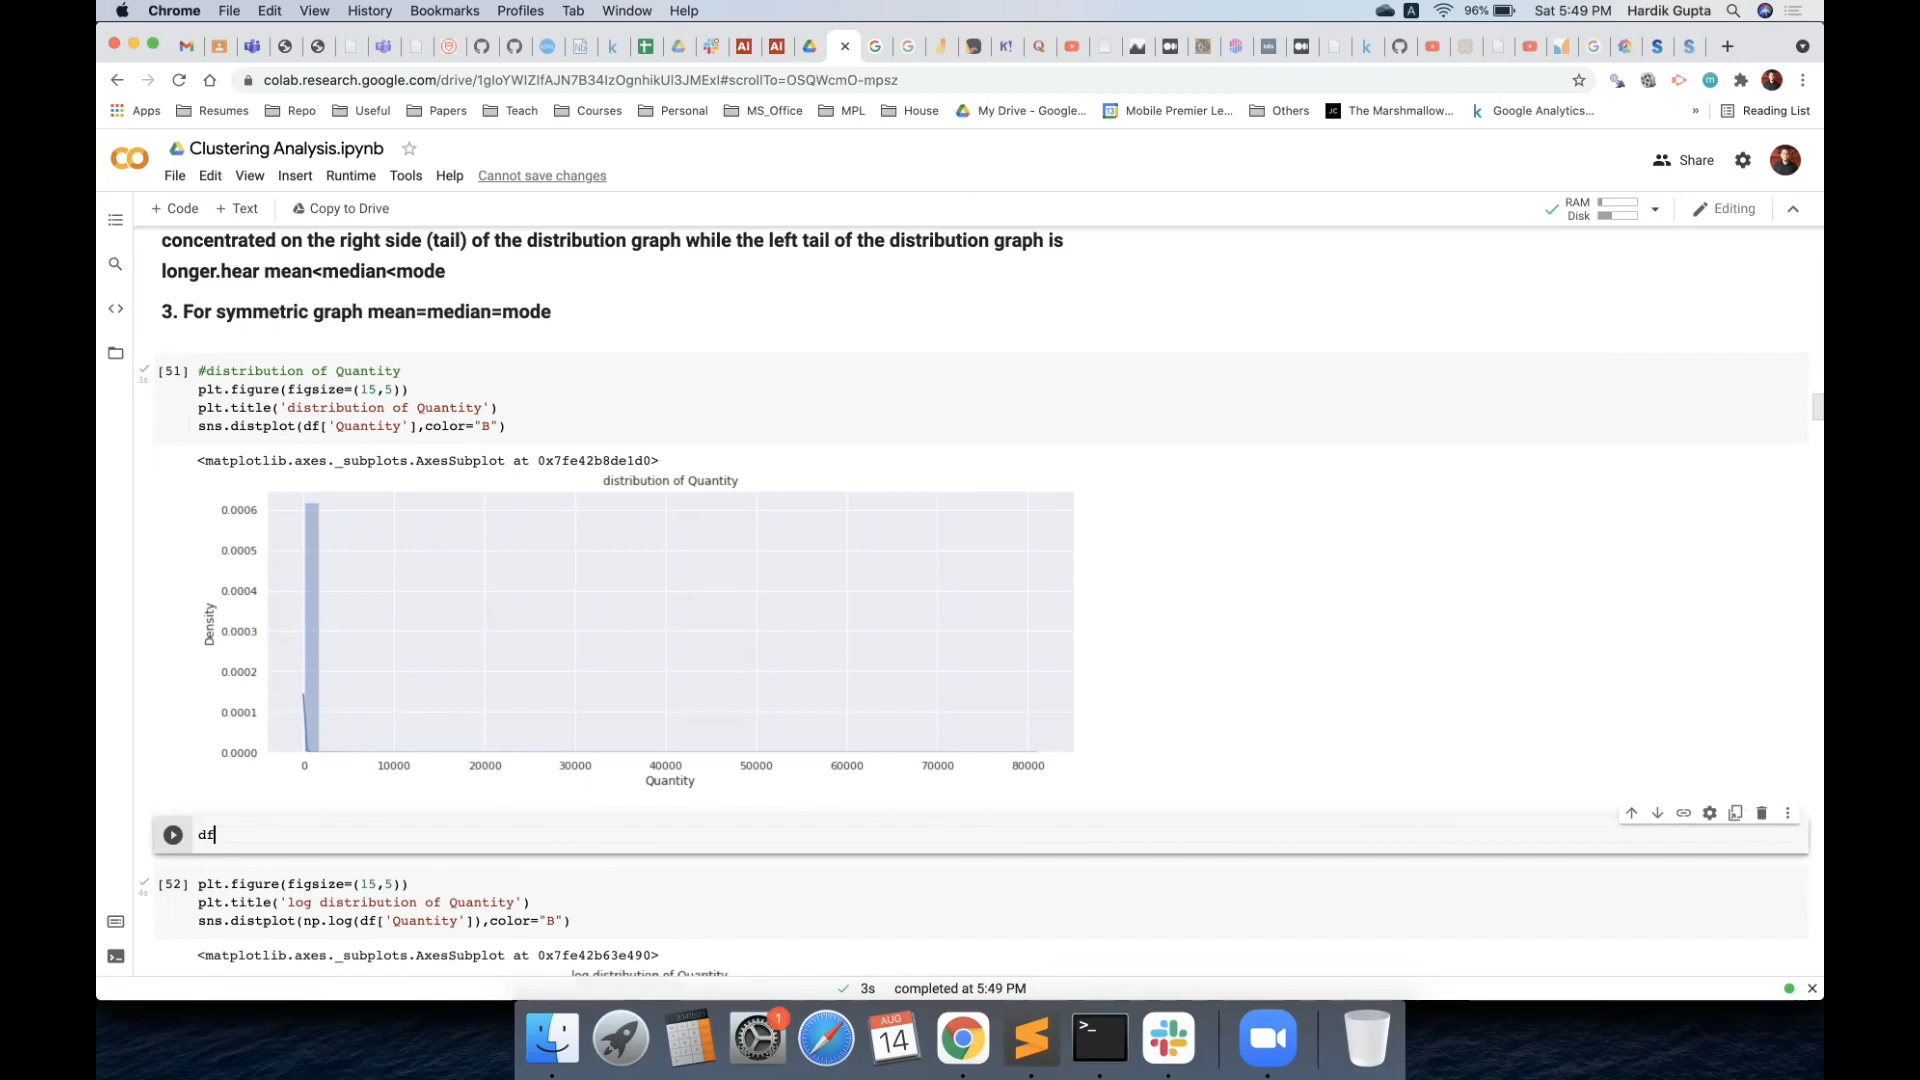 Chrome File Edit View History Bookmarks Profiles Tab Window Help A 96% Sat 5:49 PM Hardik Gupta
colab.research.google.com/drive/1gIoYWIZlfAJN7B34IzOgnhikUl3JMExI#scrollTo=OSQWcmO-mpsz
Apps Resumes Repo Useful Papers Teach Courses Personal MS_Office MPL House My Drive - Google... Mobile Premier Le... Others The Marshmallow... Google Analytics... » Reading List
CO Clustering Analysis.ipynb
Share
File Edit View Insert Runtime Tools Help Cannot save changes
+ Code + Text Copy to Drive RAM Disk Editing
concentrated on the right side (tail) of the distribution graph while the left tail of the distribution graph is
longer.hear mean<median<mode
3. For symmetric graph mean=median=mode
[51] #distribution of Quantity
3s
plt.figure(figsize=(15,5))
plt.title('distribution of Quantity')
sns.distplot(df['Quantity'],color="B")
<matplotlib.axes._subplots.AxesSubplot at 0x7fe42b8de1d0>
distribution of Quantity
0.0006
0.0005
0.0004
0.0003
0.0002
0.0001
0.0000
Density
0 10000 20000 30000 40000 50000 60000 70000 80000
Quantity
df
[52] plt.figure(figsize=(15,5))
4s
plt.title('log distribution of Quantity')
sns.distplot(np.log(df['Quantity']),color="B")
<matplotlib.axes._subplots.AxesSubplot at 0x7fe42b63e490>
log distribution of Quantity
3s completed at 5:49 PM
1
AUG
14